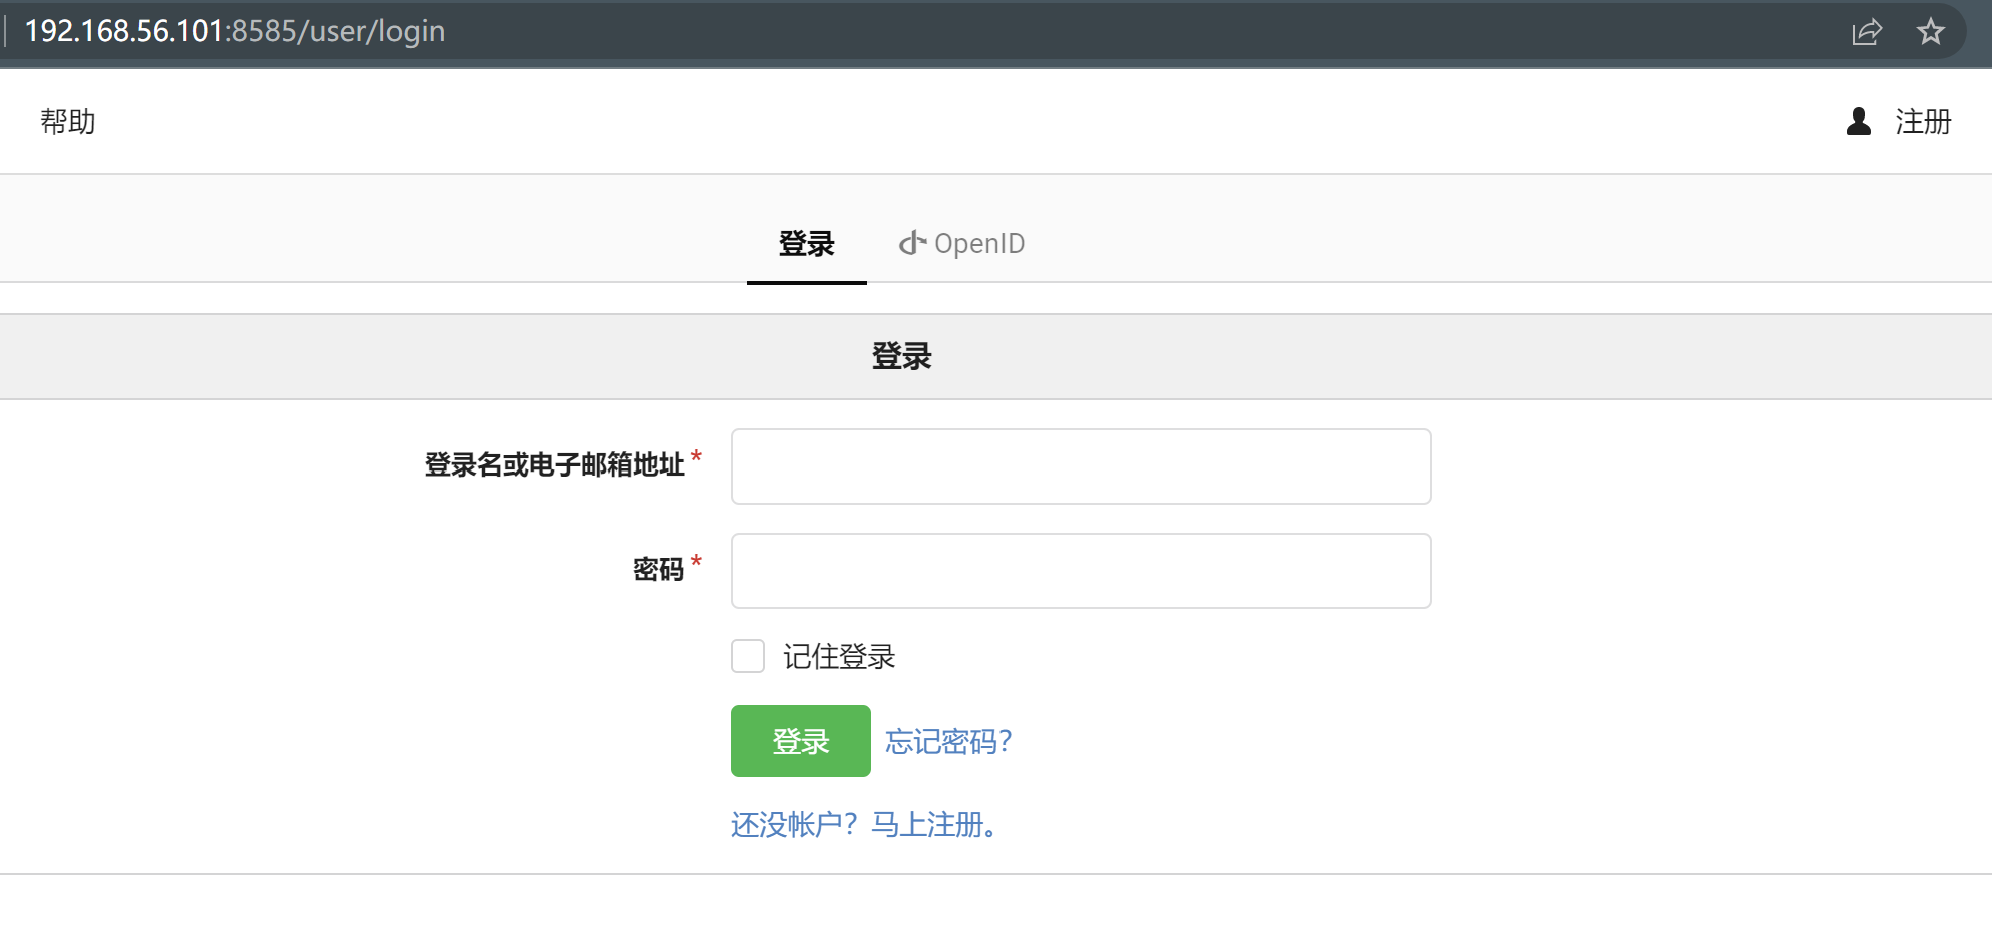 192.168.56.101:8585/user/login
帮助
注册
登录
OpenID
登录
登录名或电子邮箱地址*
密码*
记住登录
登录 忘记密码?
还没帐户?马上注册。